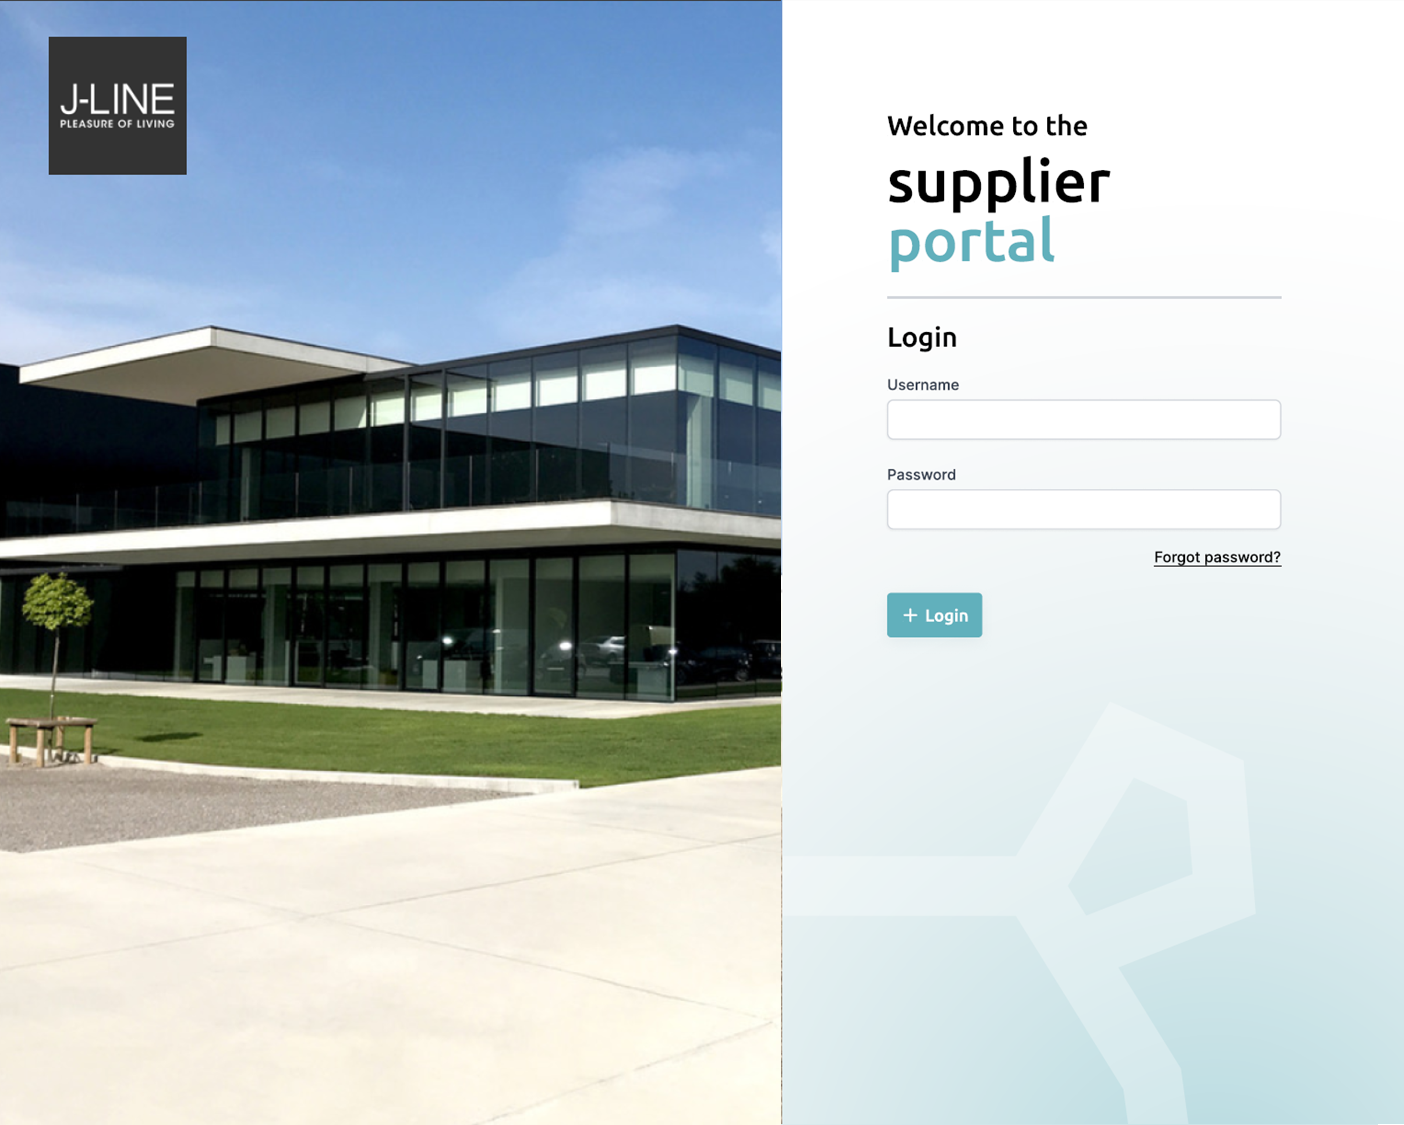 J-LINE
PLEASURE OF LIVING
Welcome to the
supplier
portal
Login
Username
Password
Forgot password?
+ Login